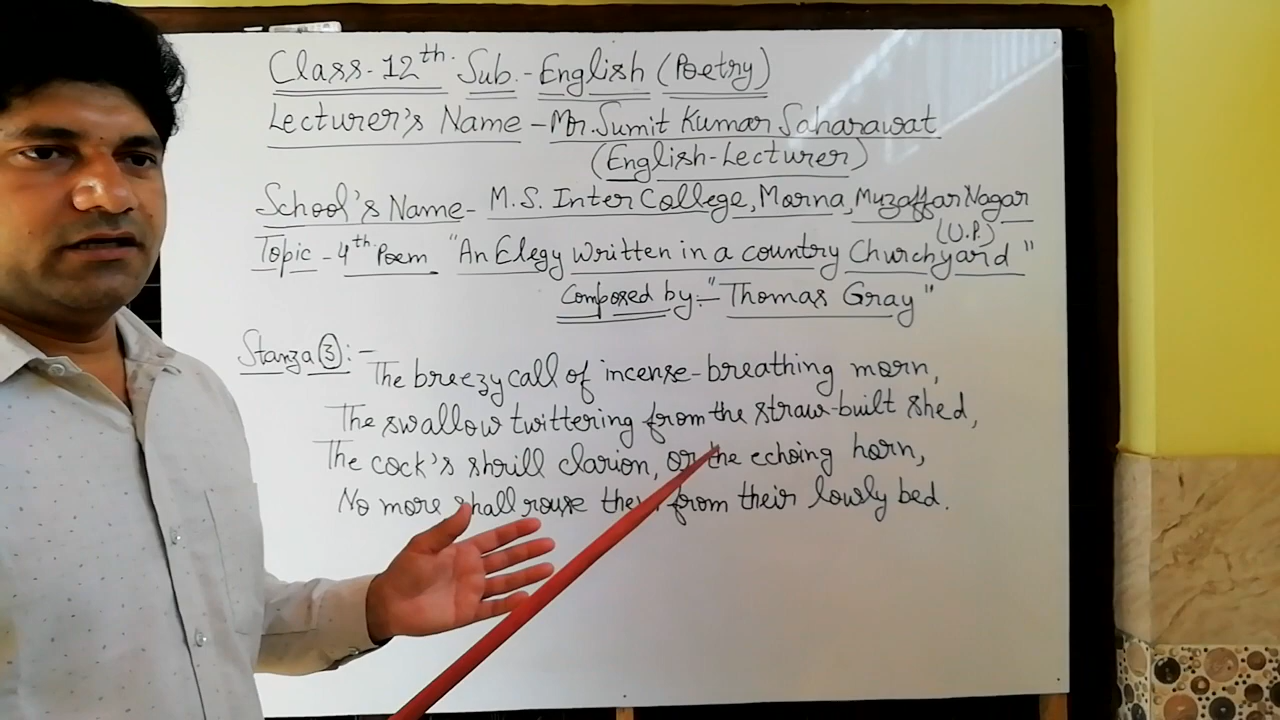 Class-12th. Sub.-English (Poetry)
Lecturer's Name - Mr. Sumit Kumar Saharawat
(English-Lecturer)
School's Name- M.S. Inter College, Morna, Muzaffar Nagar
(U.P.)
Topic - 4th Poem "An Elegy written in a country Churchyard"
Composed by:- "Thomas Gray"
Stanza 3 :- The breezy call of incense-breathing morn,
The swallow twittering from the straw-built shed,
The cock's shrill clarion, or the echoing horn,
No more shall rouse them from their lowly bed.